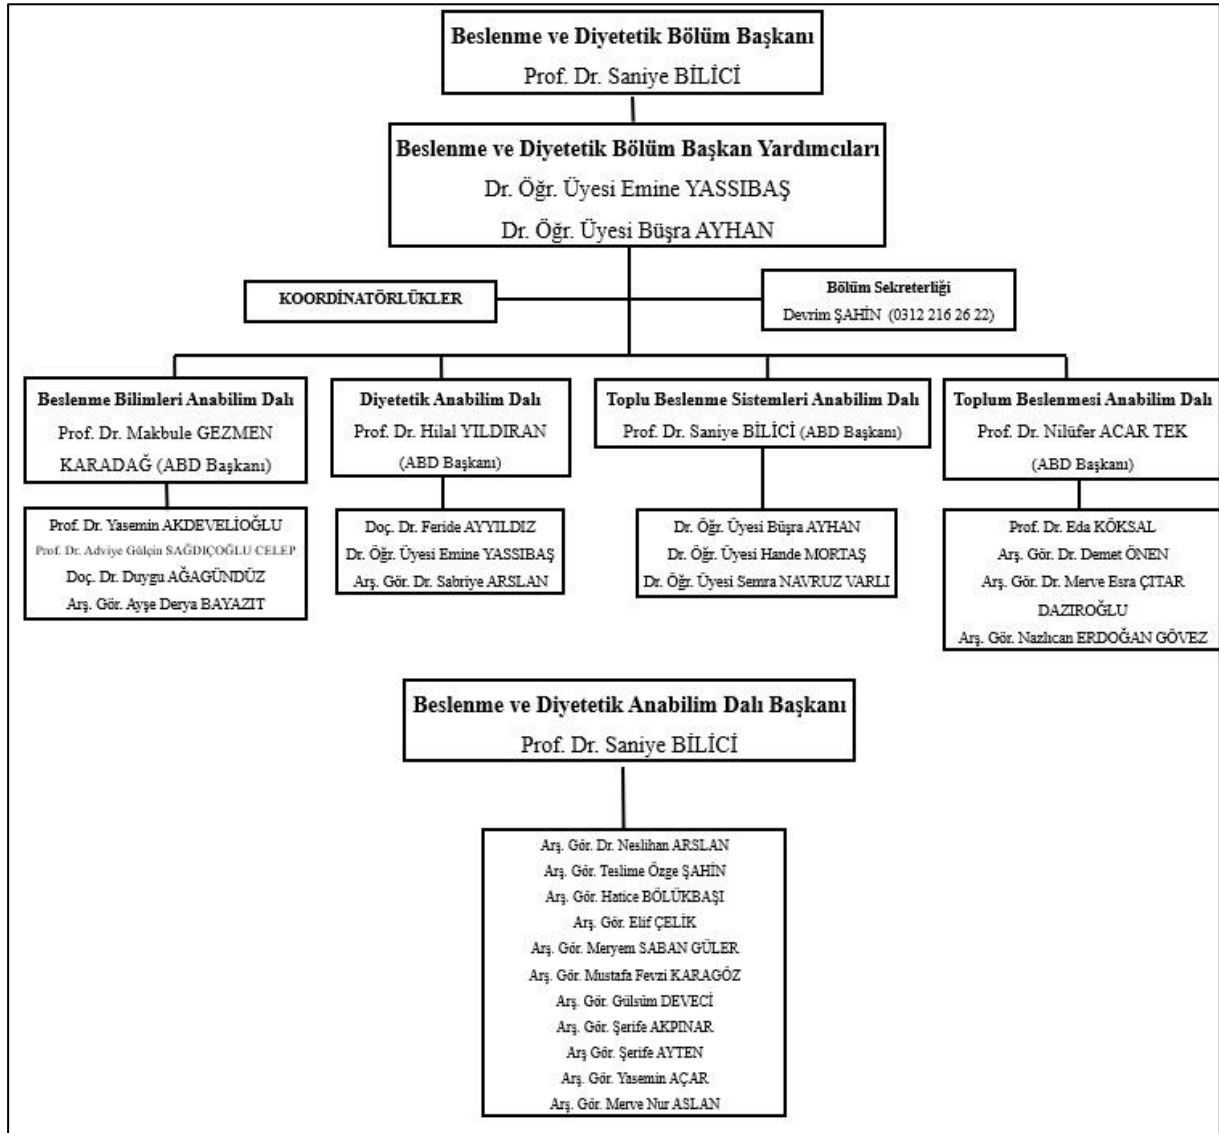 Beslenme ve Diyetetik Bölüm Başkanı
Prof. Dr. Saniye BİLİCİ
Beslenme ve Diyetetik Bölüm Başkan Yardımcıları
Dr. Öğr. Üyesi Emine YASSIBAŞ
Dr. Öğr. Üyesi Büşra AYHAN
KOORDİNATÖRLÜKLER
Bölüm Sekreterliği
Devrim ŞAHİN (0312 216 26 22)
Beslenme Bilimleri Anabilim Dalı
Prof. Dr. Makbule GEZMEN
KARADAĞ (ABD Başkanı)
Prof. Dr. Yasemin AKDEVELİOĞLU
Prof. Dr. Adviye Gülçin SAĞDIÇOĞLU CELEP
Doç. Dr. Duygu AĞAGÜNDÜZ
Arş. Gör. Ayşe Derya BAYAZIT
Diyetetik Anabilim Dalı
Prof. Dr. Hilal YILDIRAN
(ABD Başkanı)
Doç. Dr. Feride AYYILDIZ
Dr. Öğr. Üyesi Emine YASSIBAŞ
Arş. Gör. Dr. Sabriye ARSLAN
Toplu Beslenme Sistemleri Anabilim Dalı
Prof. Dr. Saniye BİLİCİ (ABD Başkanı)
Dr. Öğr. Üyesi Büşra AYHAN
Dr. Öğr. Üyesi Hande MORTAŞ
Dr. Öğr. Üyesi Semra NAVRUZ VARLI
Toplum Beslenmesi Anabilim Dalı
Prof. Dr. Nilüfer ACAR TEK
(ABD Başkanı)
Prof. Dr. Eda KÖKSAL
Arş. Gör. Dr. Demet ÖNEN
Arş. Gör. Dr. Merve Esra ÇITAR
DAZIROĞLU
Arş. Gör. Nazlıcan ERDOĞAN GÖVEZ
Beslenme ve Diyetetik Anabilim Dalı Başkanı
Prof. Dr. Saniye BİLİCİ
Arş. Gör. Dr. Neslihan ARSLAN
Arş. Gör. Teslime Özge ŞAHİN
Arş. Gör. Hatice BÖLÜKBAŞI
Arş. Gör. Elif ÇELİK
Arş. Gör. Meryem SABAN GÜLER
Arş. Gör. Mustafa Fevzi KARAGÖZ
Arş. Gör. Gülsüm DEVECİ
Arş. Gör. Şerife AKPINAR
Arş Gör. Şerife AYTEN
Arş. Gör. Yasemin AÇAR
Arş. Gör. Merve Nur ASLAN